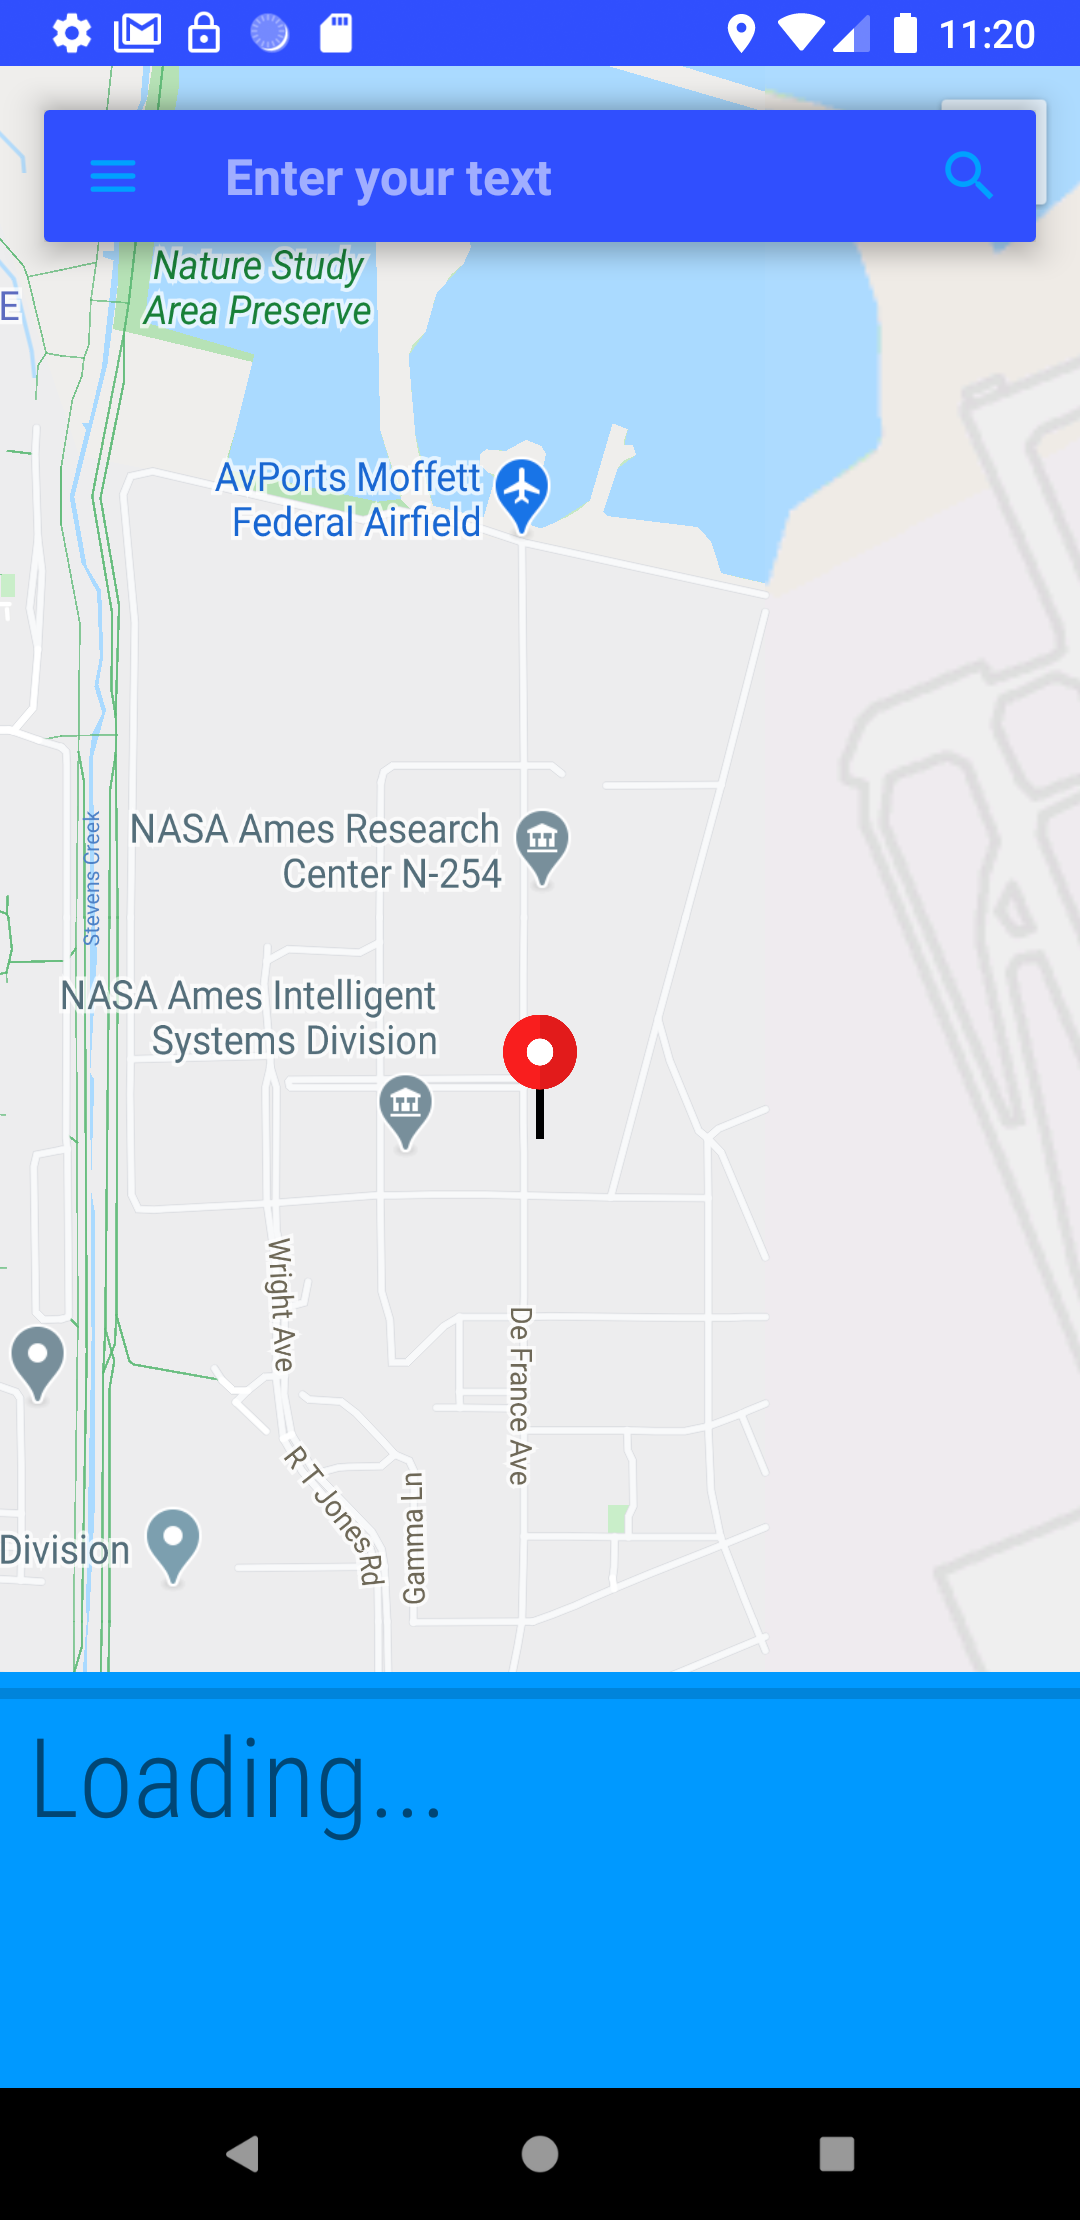 11:20
Enter your text
Nature Study
Area Preserve
E
AvPorts Moffett
Federal Airfield
NASA Ames Research
Center N-254
Stevens Creek
NASA Ames Intelligent
Systems Division
Wright Ave
De France Ave
R T Jones Rd
Gamma Ln
Division
Loading...